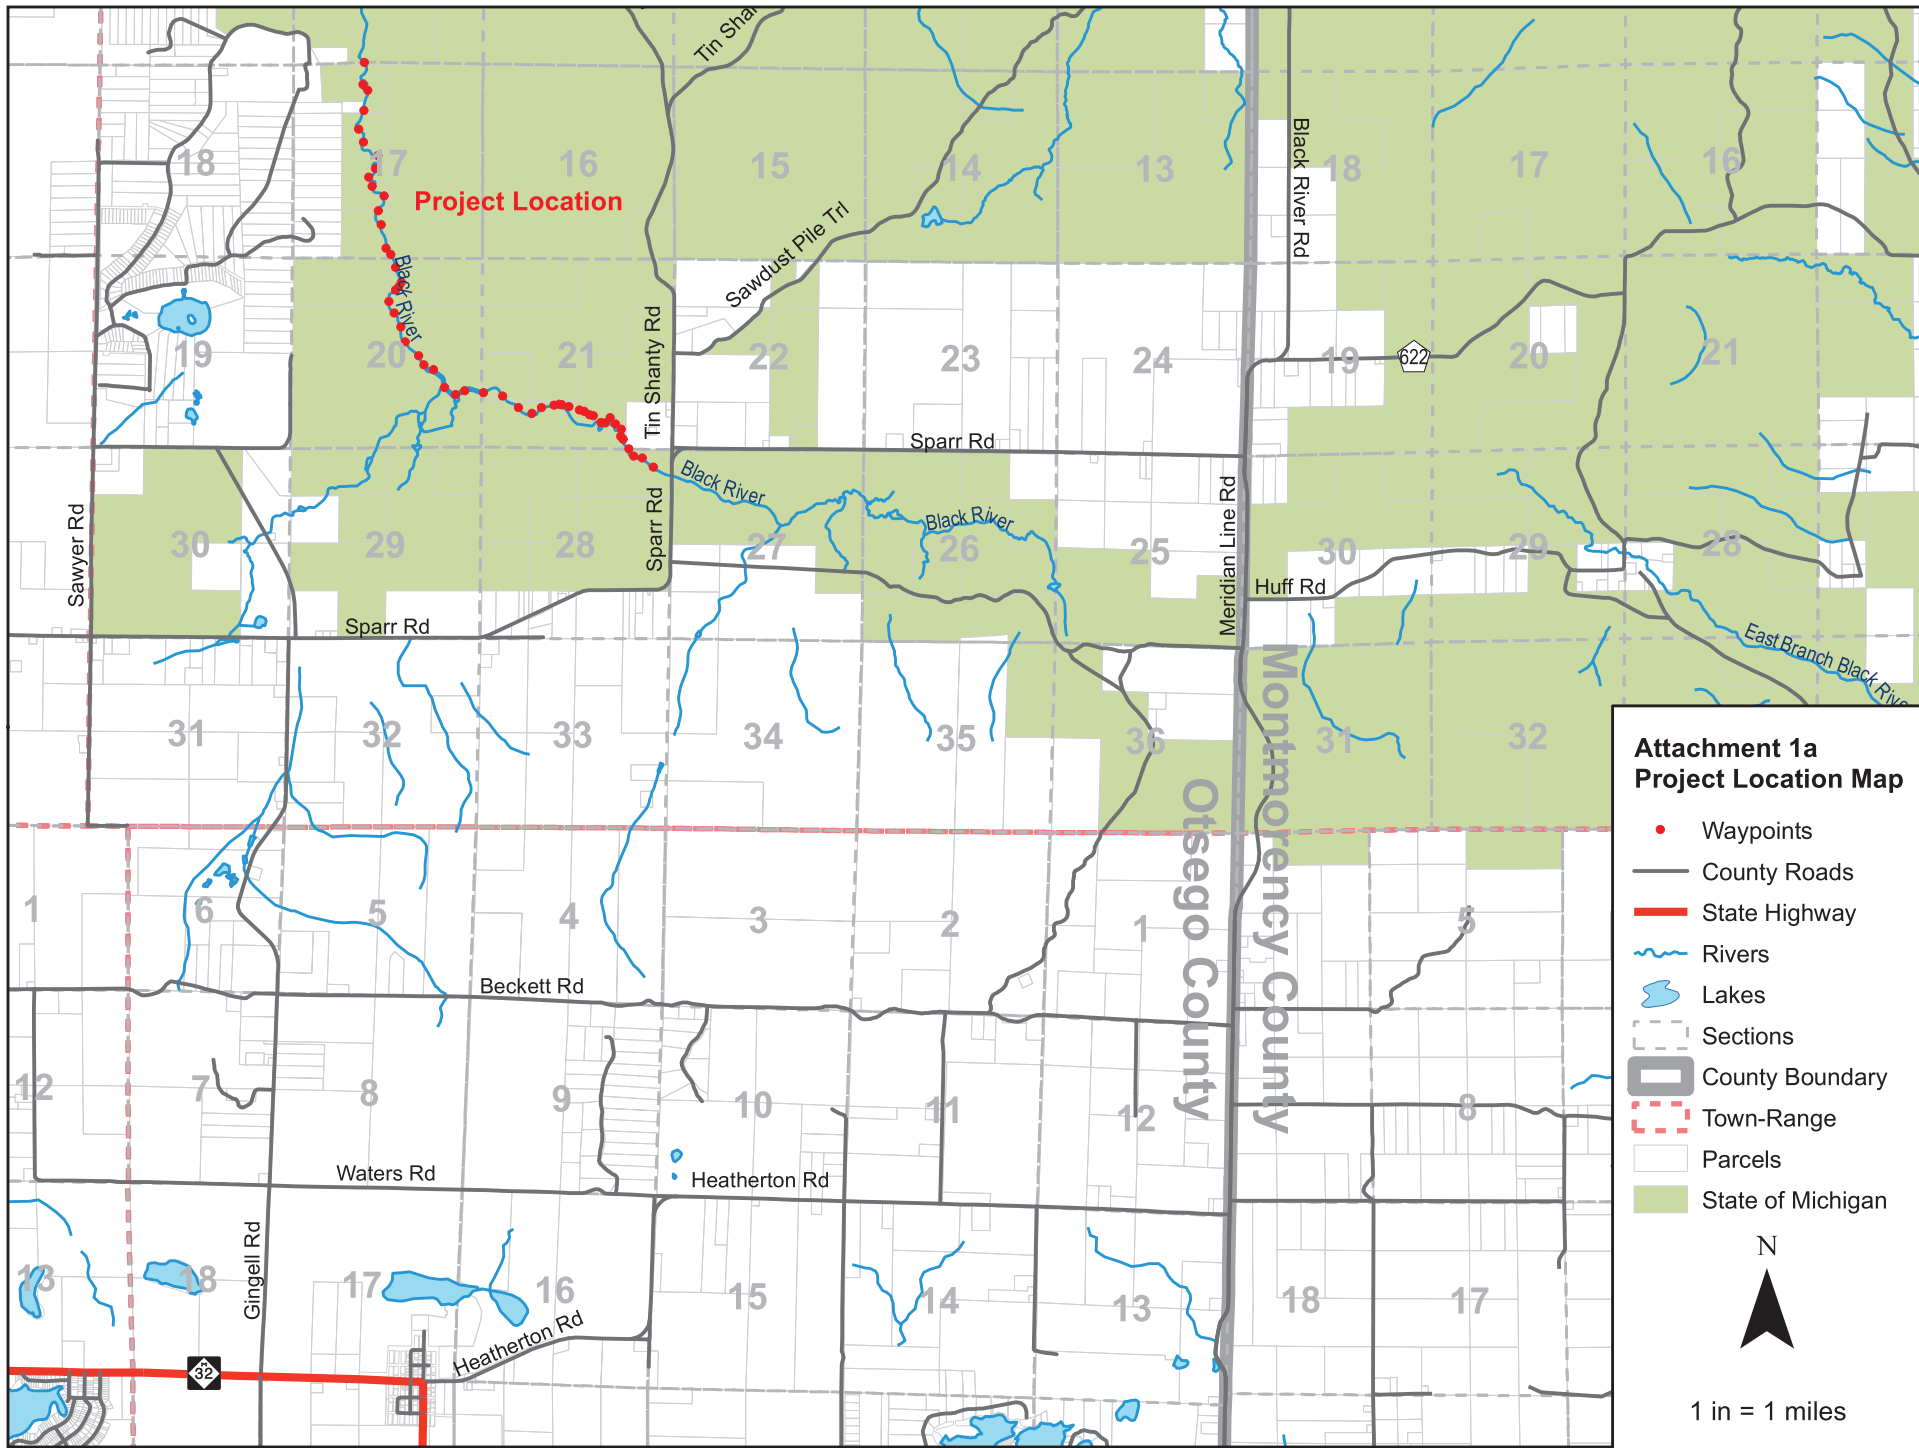 Tin Shar
Tin Shanty Rd
Sawdust Pile Trl
Black River Rd
18
17
16
15
14
13
18
17
16
Project Location
Black River
19
20
21
22
23
24
19
622
20
21
Sparr Rd
Black River
Black River
Sawyer Rd
Sparr Rd
Meridian Line Rd
30
29
28
27
26
25
30
29
28
Huff Rd
Sparr Rd
East Branch Black Rive
31
32
33
34
35
36
31
32
Otsego County
Montmorency County
1
6
5
4
3
2
1
5
Beckett Rd
12
7
8
9
10
11
12
8
Waters Rd
Heatherton Rd
Gingell Rd
13
18
17
16
15
14
13
18
17
Heatherton Rd
M
32
Attachment 1a
Project Location Map
Waypoints
County Roads
State Highway
Rivers
Lakes
Sections
County Boundary
Town-Range
Parcels
State of Michigan
N
1 in = 1 miles